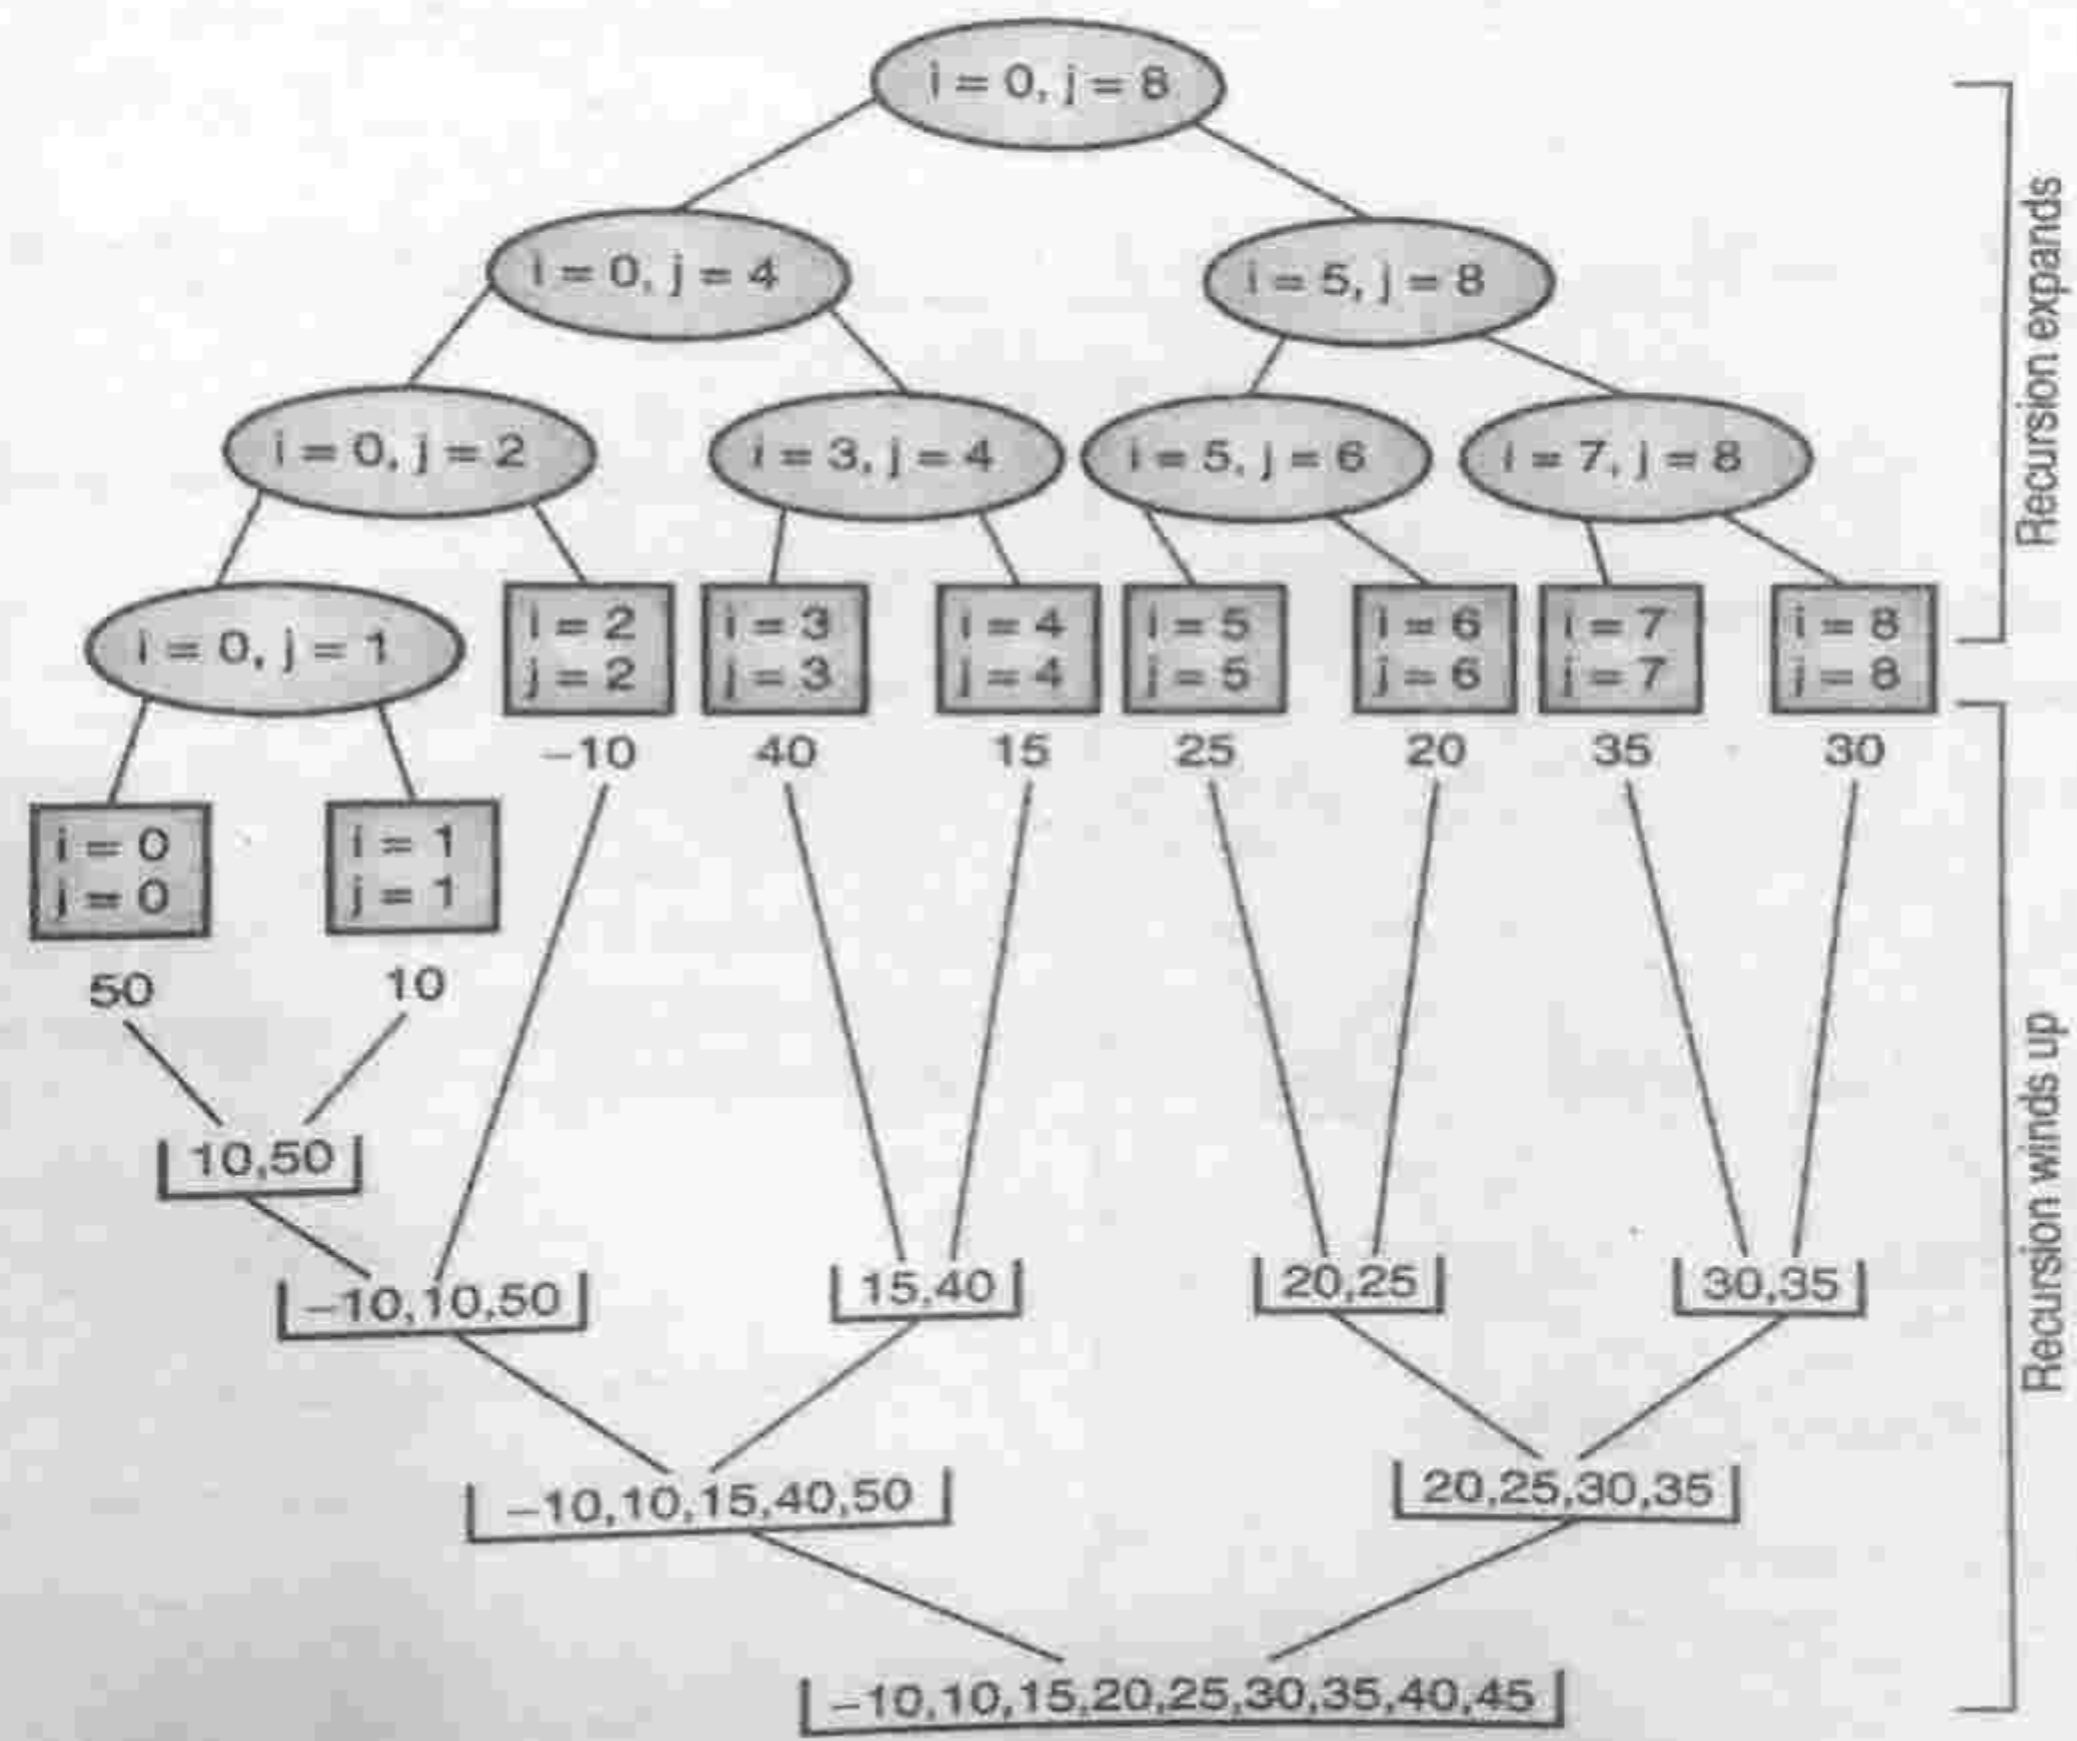 i = 0, j = 8
i = 0, j = 4
i = 5, j = 8
i = 0, j = 2
i = 3, j = 4
i = 5, j = 6
i = 7, j = 8
i = 0, j = 1
i = 2
j = 2
i = 3
j = 3
i = 4
j = 4
i = 5
j = 5
i = 6
j = 6
i = 7
j = 7
i = 8
j = 8
Recursion expands
–10
40
15
25
20
35
30
i = 0
j = 0
i = 1
j = 1
50
10
10,50
–10,10,50
15,40
20,25
30,35
–10,10,15,40,50
20,25,30,35
–10,10,15,20,25,30,35,40,45
Recursion winds up